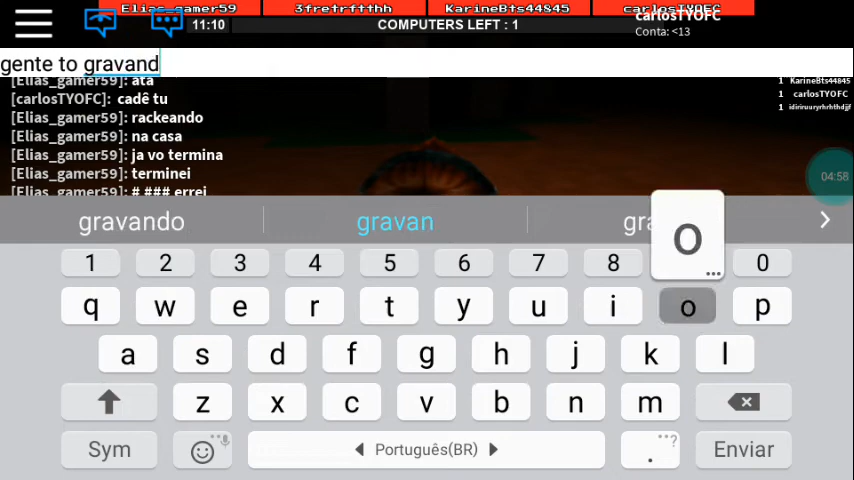 Elias_gamer59 3fretrftthh KarineBts44845 carlosTYOFC
carlosTYOFC
Conta: <13
11:10 COMPUTERS LEFT : 1
gente to gravand
[Elias_gamer59]: ata
[carlosTYOFC]: cadê tu
[Elias_gamer59]: rackeando
[Elias_gamer59]: na casa
[Elias_gamer59]: ja vo termina
[Elias_gamer59]: terminei
[Elias_gamer59]: # ### errei
1 KarineBts44845
1 carlosTYOFC
04:58
gravando gravan
o
1 2 3 4 5 6 7 8 0
q w e r t y u i o p
a s d f g h j k l
z x c v b n m
Sym Português(BR) . Enviar